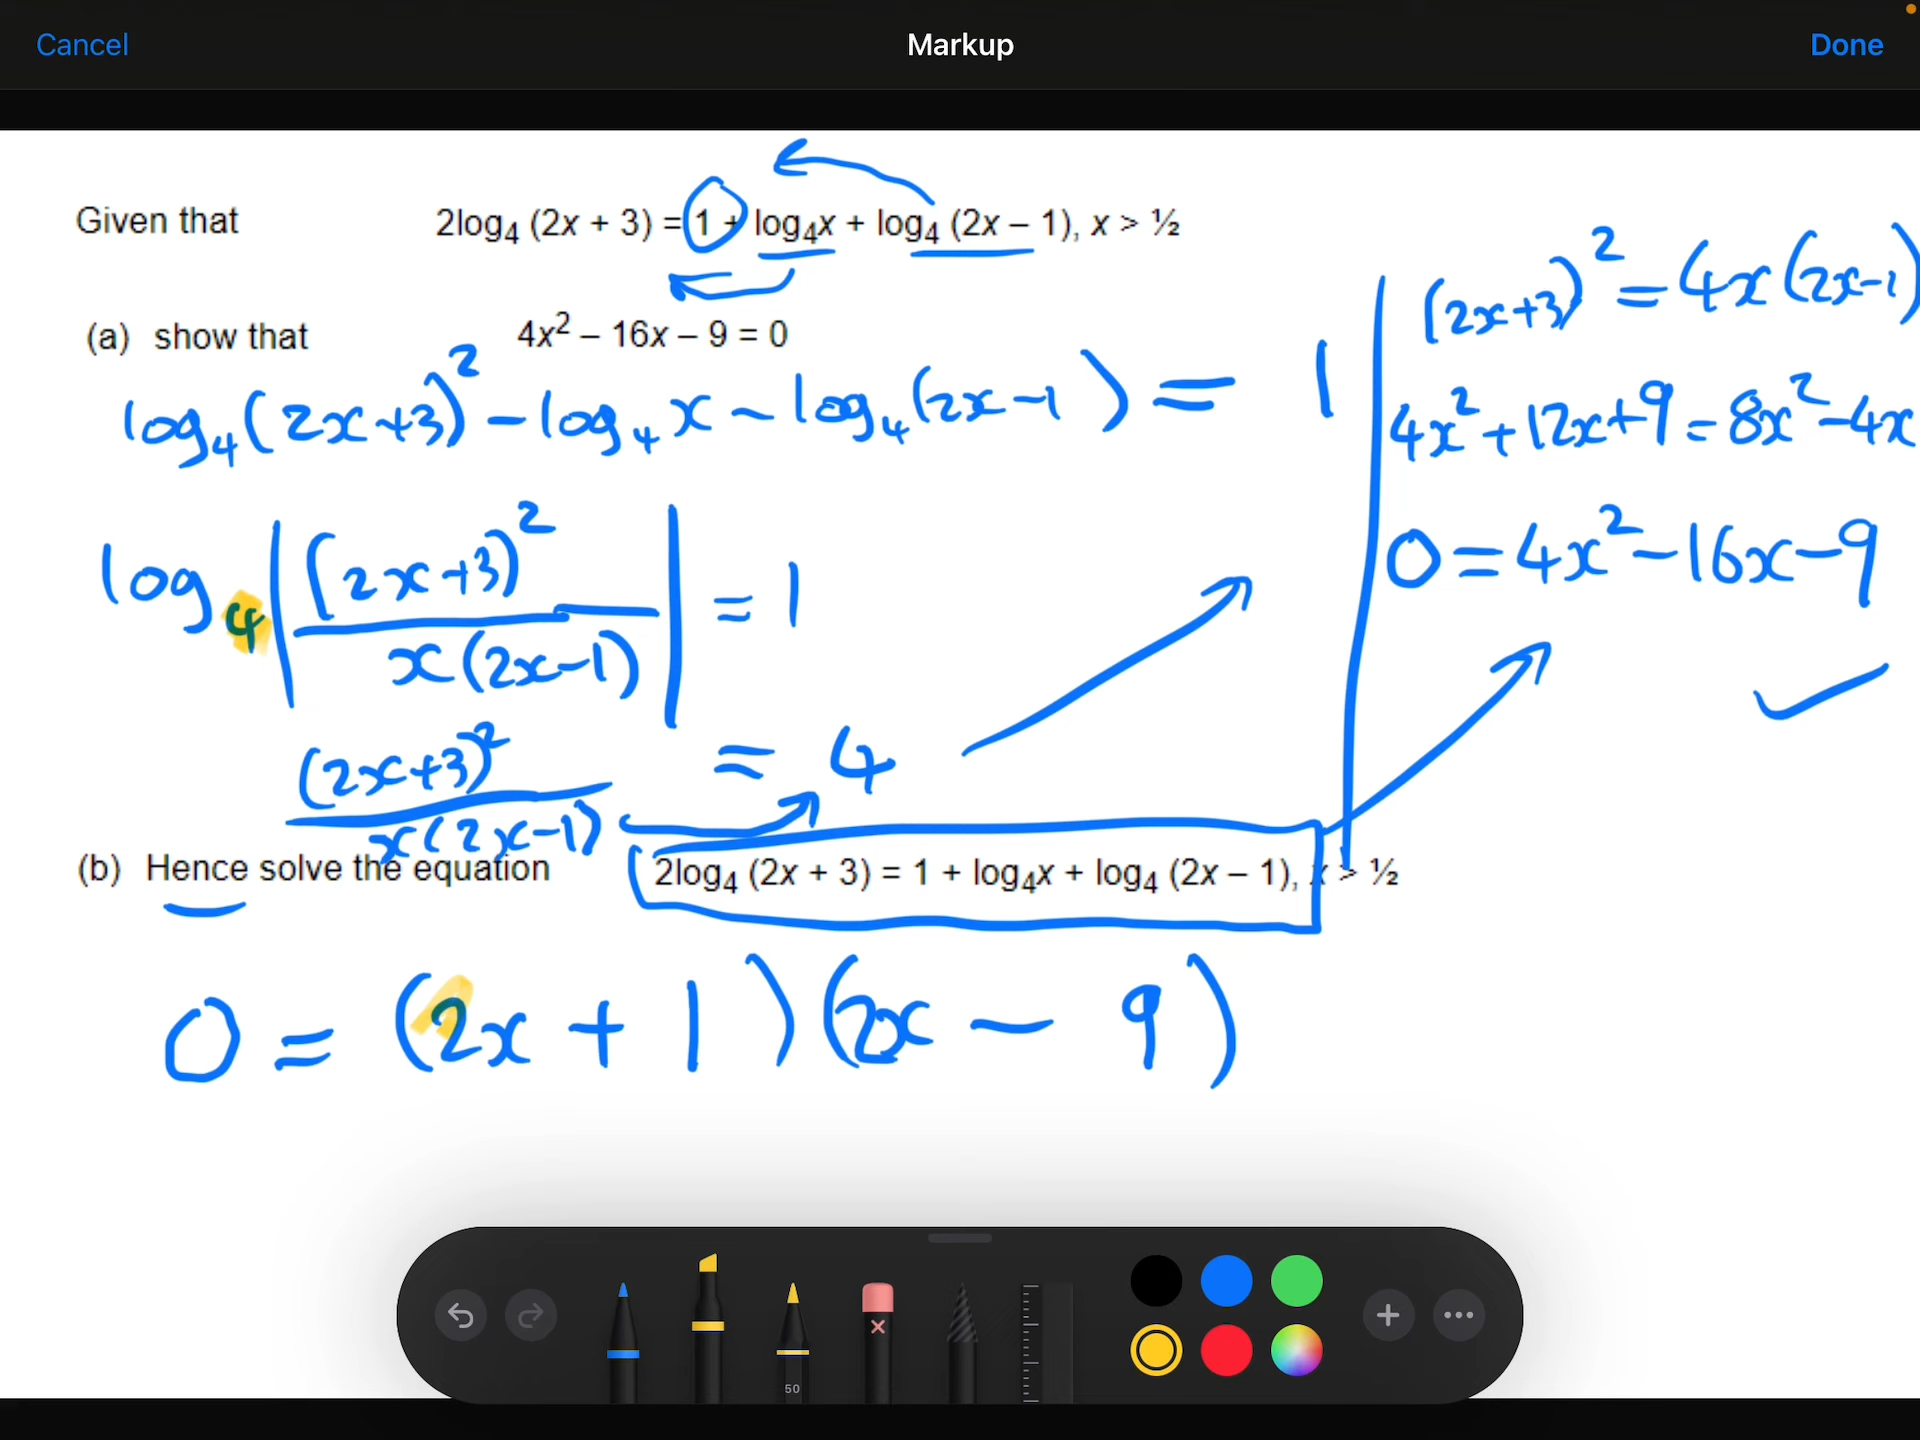 Cancel Markup Done
Given that 2log₄ (2x + 3) = 1 + log₄x + log₄ (2x – 1), x > ½
(a) show that 4x² – 16x – 9 = 0
log₄(2x+3)² - log₄x - log₄(2x-1) = 1
log₄ | (2x+3)² / x(2x-1) | = 1
(2x+3)² / x(2x-1) = 4
(2x+3)² = 4x(2x-1)
4x²+12x+9 = 8x²-4x
0 = 4x²-16x-9
(b) Hence solve the equation 2log₄ (2x + 3) = 1 + log₄x + log₄ (2x – 1), x > ½
0 = (2x + 1)(2x - 9)
50